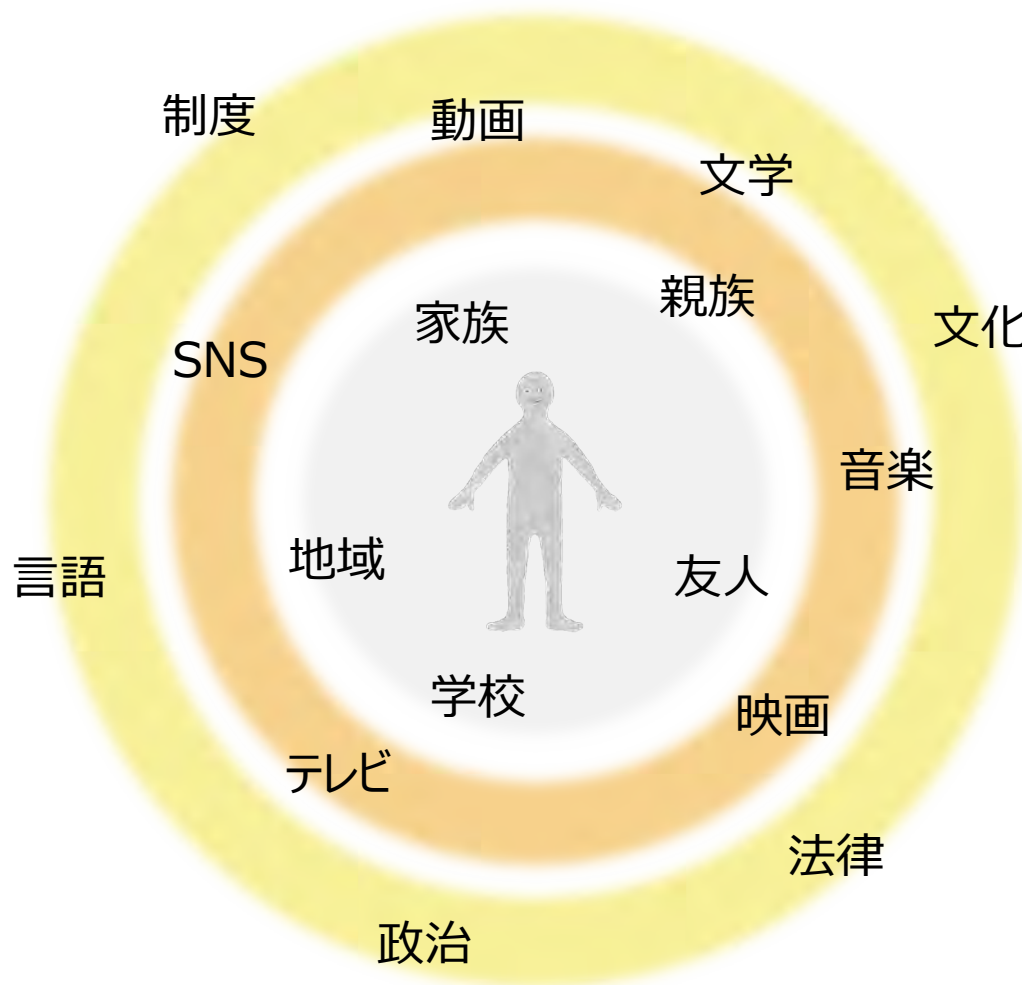 制度
動画
文学
親族
家族
文化
SNS
音楽
地域
友人
言語
学校
映画
テレビ
法律
政治